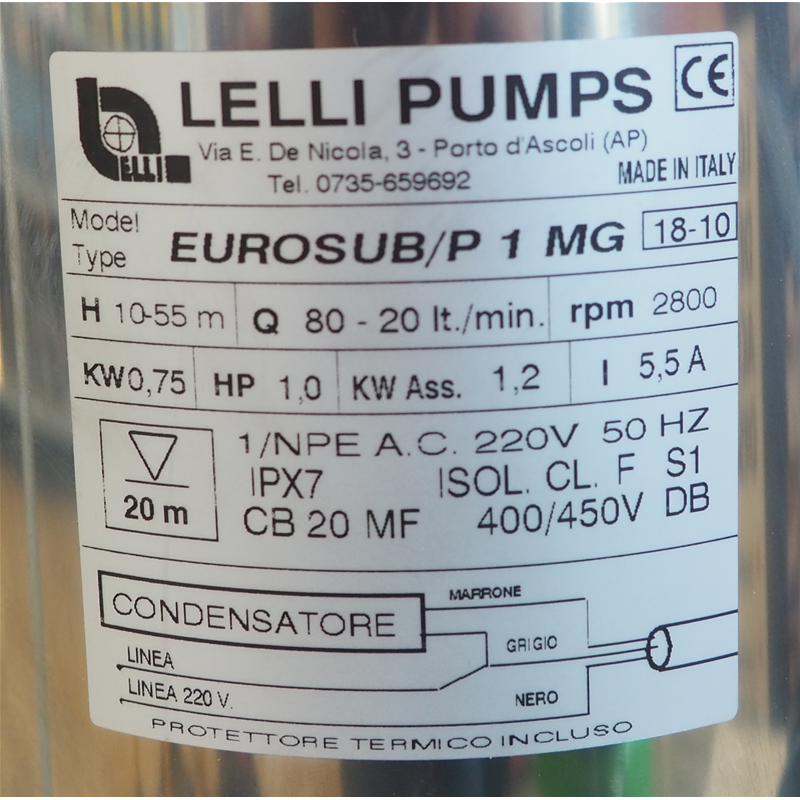 LELLI
LELLI PUMPS CE
Via E. De Nicola, 3 - Porto d'Ascoli (AP)
Tel. 0735-659692 MADE IN ITALY
Model
Type EUROSUB/P 1 MG 18-10
H 10-55 m Q 80 - 20 lt./min. rpm 2800
KW 0,75 HP 1,0 KW Ass. 1,2 I 5,5 A
1/NPE A.C. 220V 50 HZ
IPX7 ISOL. CL. F S1
20 m CB 20 MF 400/450V DB
CONDENSATORE MARRONE
LINEA GRIGIO
LINEA 220 V. NERO
PROTETTORE TERMICO INCLUSO